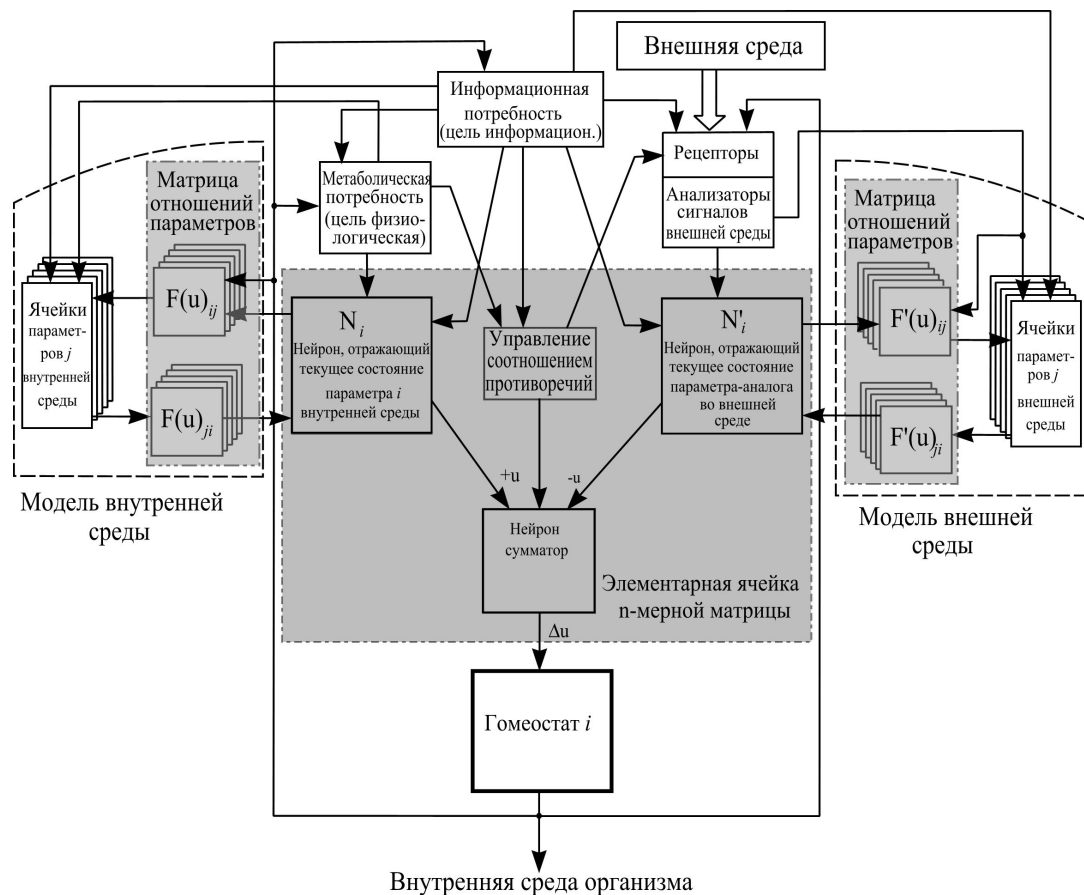 Внешняя среда
Информационная
потребность
(цель информацион.)
Рецепторы
Анализаторы
сигналов
внешней среды
Метаболическая
потребность
(цель физио-
логическая)
Матрица
отношений
параметров
F(u)ij
F(u)ji
Ячейки
парамет-
ров j
внутренней
среды
Модель внутренней
среды
Ni
Нейрон, отражающий
текущее состояние
параметра i
внутренней среды
Управление
соотношением
противоречий
N'i
Нейрон, отражающий
текущее состояние
параметра-аналога
во внешней
среде
Матрица
отношений
параметров
F'(u)ij
F'(u)ji
Ячейки
парамет-
ров j
внешней
среды
Модель внешней
среды
+u
-u
Нейрон
сумматор
Элементарная ячейка
n-мерной матрицы
Δu
Гомеостат i
Внутренняя среда организма